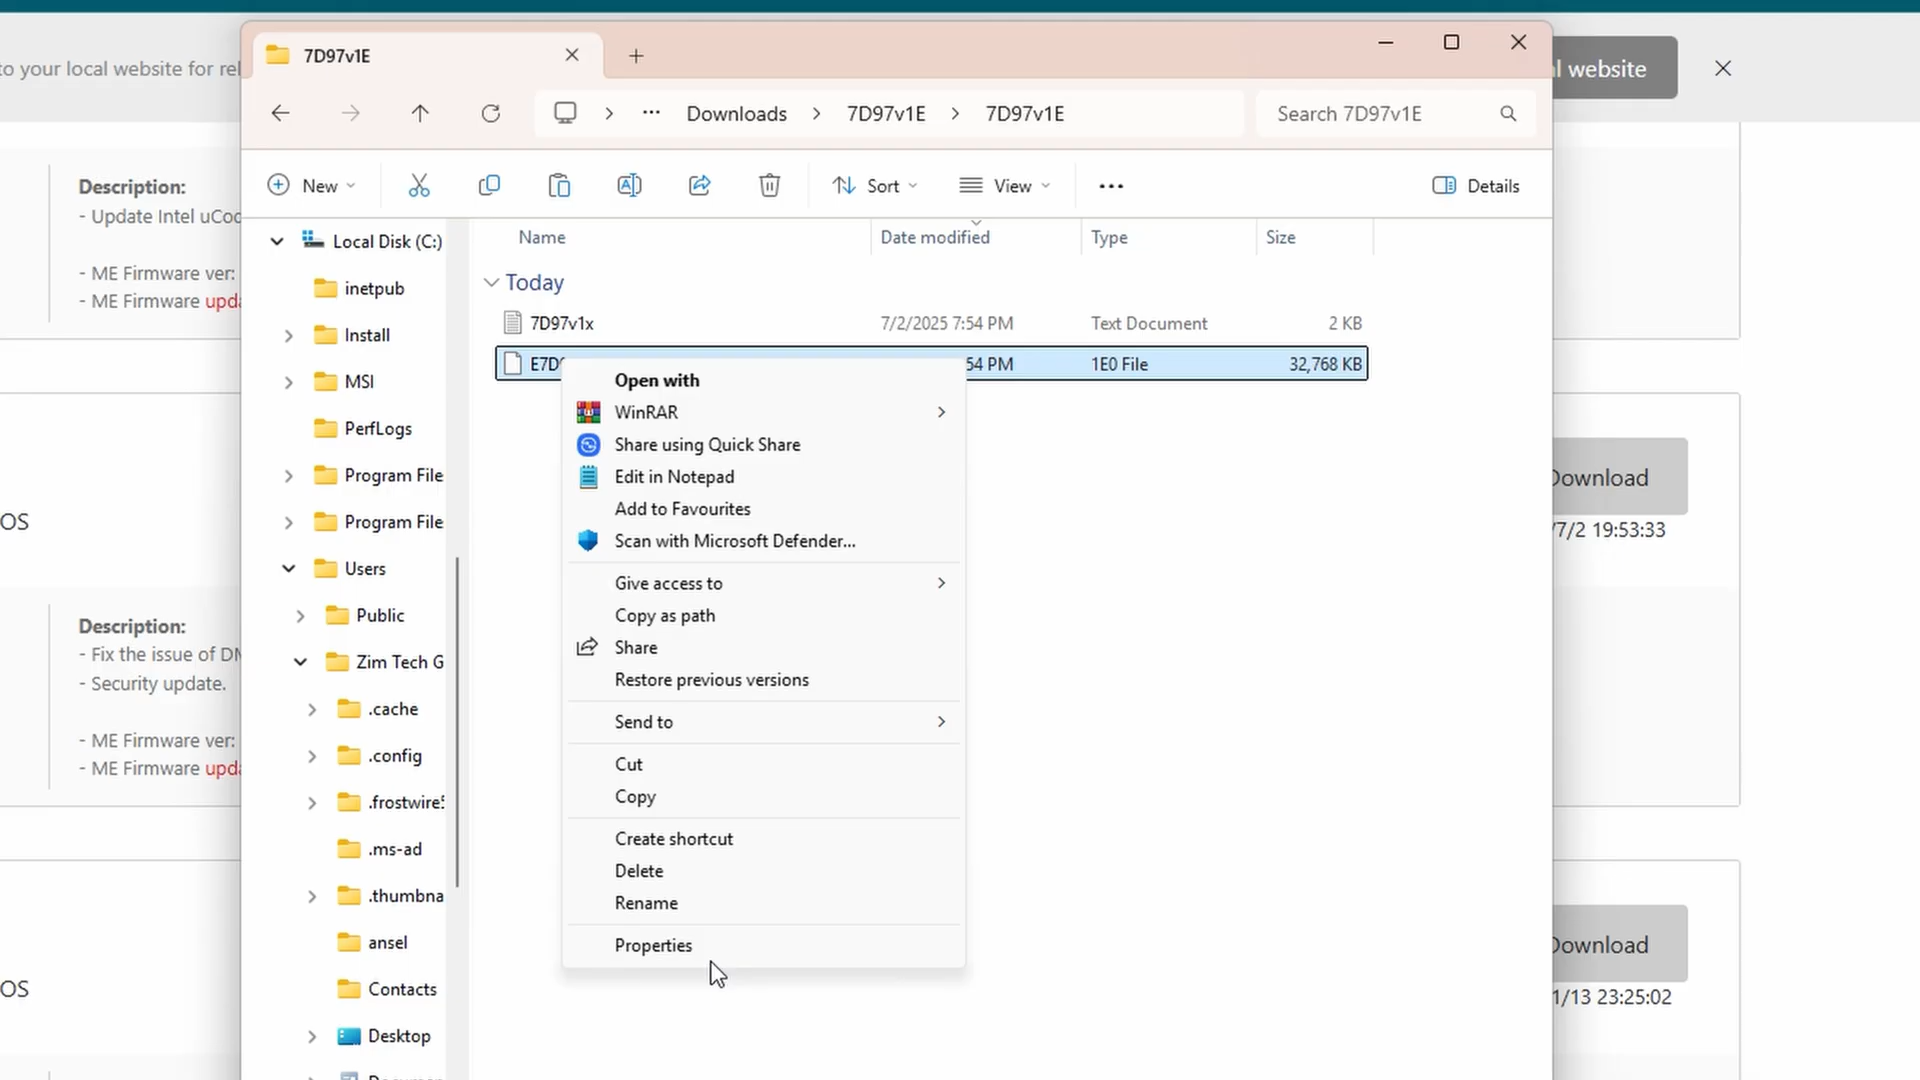 7D97v1E
to your local website for rel
l website
Downloads
7D97v1E
7D97v1E
Search 7D97v1E
New
Sort
View
Details
Description:
- Update Intel uCod
- ME Firmware ver:
- ME Firmware upda
OS
Description:
- Fix the issue of DM
- Security update.
- ME Firmware ver:
- ME Firmware upda
OS
Local Disk (C:)
inetpub
Install
MSI
PerfLogs
Program File
Program File
Users
Public
Zim Tech G
.cache
.config
.frostwire5
.ms-ad
.thumbna
ansel
Contacts
Desktop
Name
Date modified
Type
Size
Today
7D97v1x
7/2/2025 7:54 PM
Text Document
2 KB
E7D9
54 PM
1E0 File
32,768 KB
Open with
WinRAR
Share using Quick Share
Edit in Notepad
Add to Favourites
Scan with Microsoft Defender...
Give access to
Copy as path
Share
Restore previous versions
Send to
Cut
Copy
Create shortcut
Delete
Rename
Properties
Download
/7/2 19:53:33
Download
1/13 23:25:02